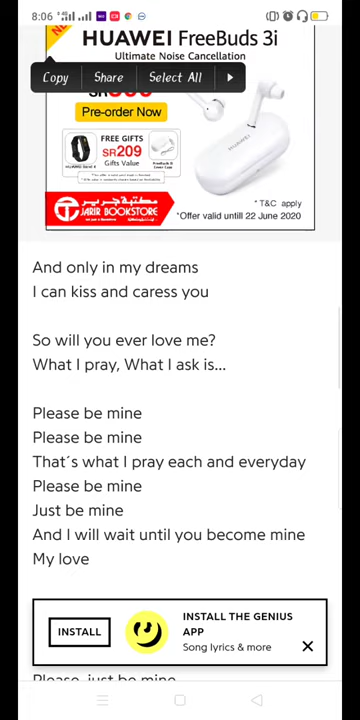 8:06
HUAWEI FreeBuds 3i
Ultimate Noise Cancellation
Copy Share Select All
Pre-order Now
FREE GIFTS
SR209
Gifts Value
HUAWEI
مكتبة جرير
JARIR BOOKSTORE
* T&C apply
*Offer valid untill 22 June 2020
And only in my dreams
I can kiss and caress you
So will you ever love me?
What I pray, What I ask is...
Please be mine
Please be mine
That´s what I pray each and everyday
Please be mine
Just be mine
And I will wait until you become mine
My love
INSTALL
INSTALL THE GENIUS
APP
Song lyrics & more
Please, just be mine